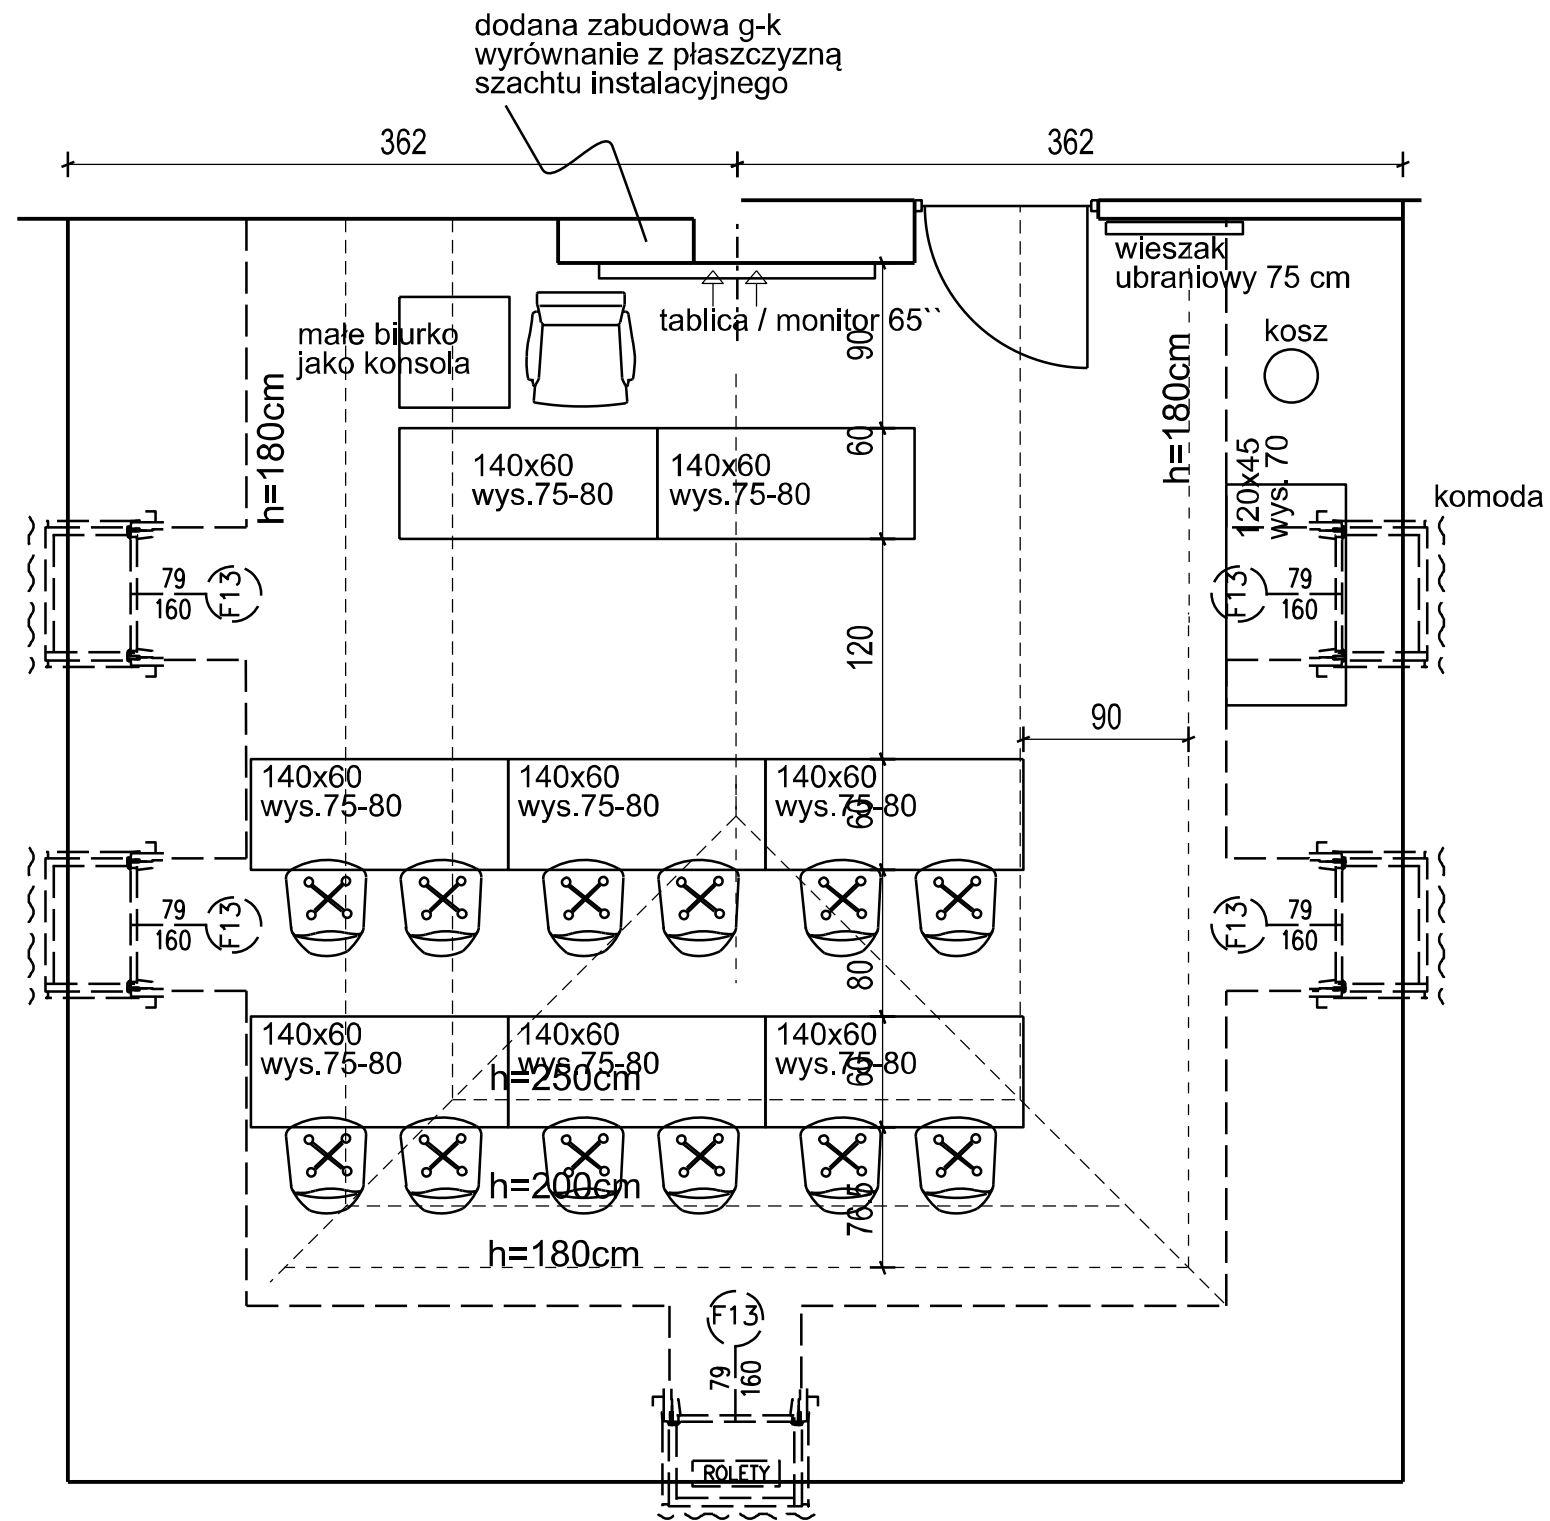 dodana zabudowa g-k
wyrównanie z płaszczyzną
szachtu instalacyjnego
362
362
wieszak
ubraniowy 75 cm
tablica / monitor 65``
małe biurko
jako konsola
kosz
90
h=180cm
h=180cm
60
140x60
wys.75-80
140x60
wys.75-80
120x45
wys. 70
komoda
79
160
F13
F13
79
160
120
90
140x60
wys.75-80
140x60
wys.75-80
140x60
wys.75-80
60
79
160
F13
F13
79
160
80
140x60
wys.75-80
140x60
wys.75-80
140x60
wys.75-80
60
h=250cm
h=200cm
76.5
h=180cm
F13
79
160
ROLETY